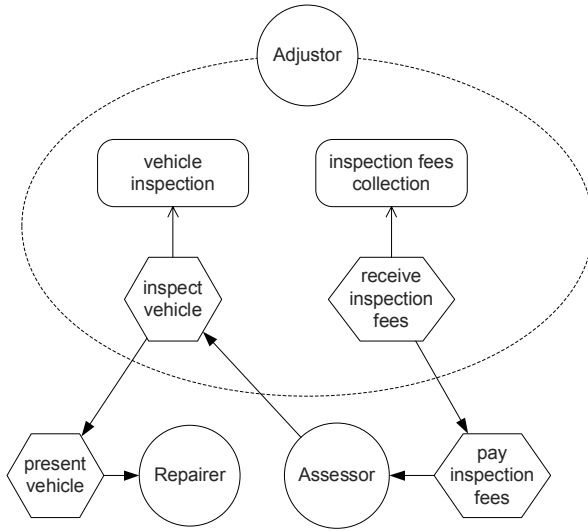 Adjustor
vehicle
inspection
inspection fees
collection
inspect
vehicle
receive
inspection
fees
present
vehicle
Repairer
Assessor
pay
inspection
fees